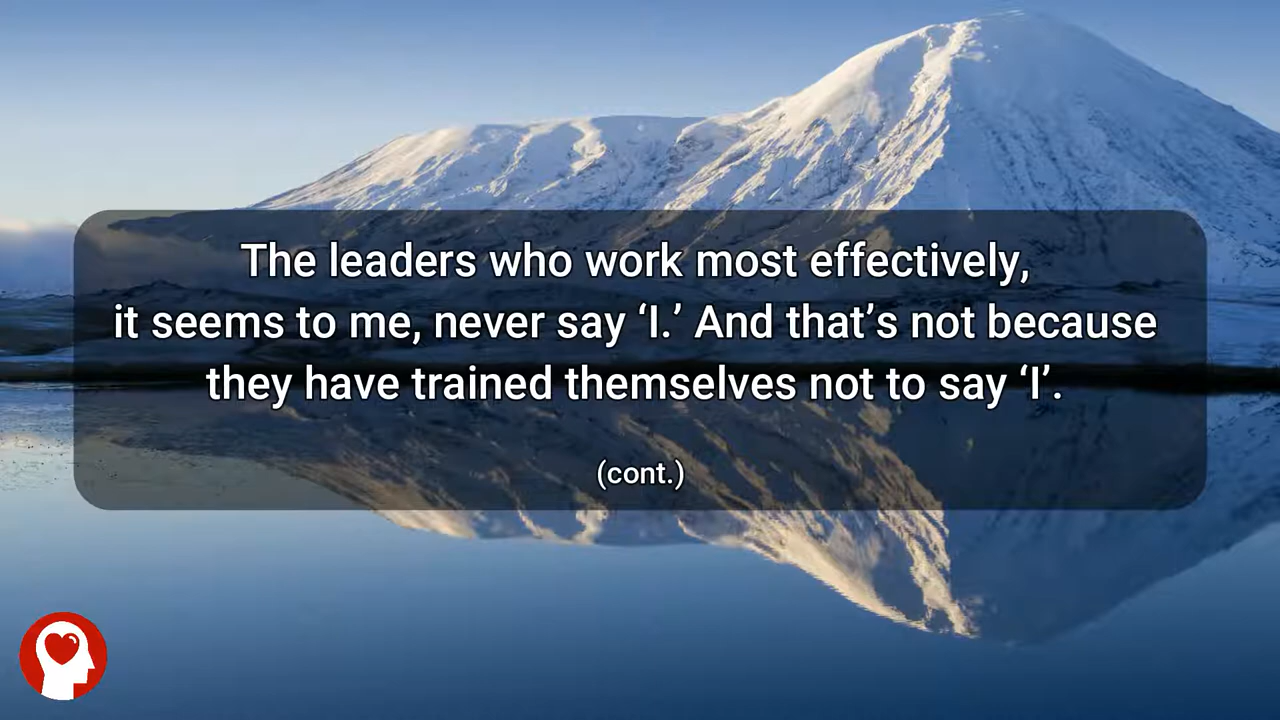 The leaders who work most effectively,
it seems to me, never say ‘I.’ And that’s not because
they have trained themselves not to say ‘I’.
(cont.)